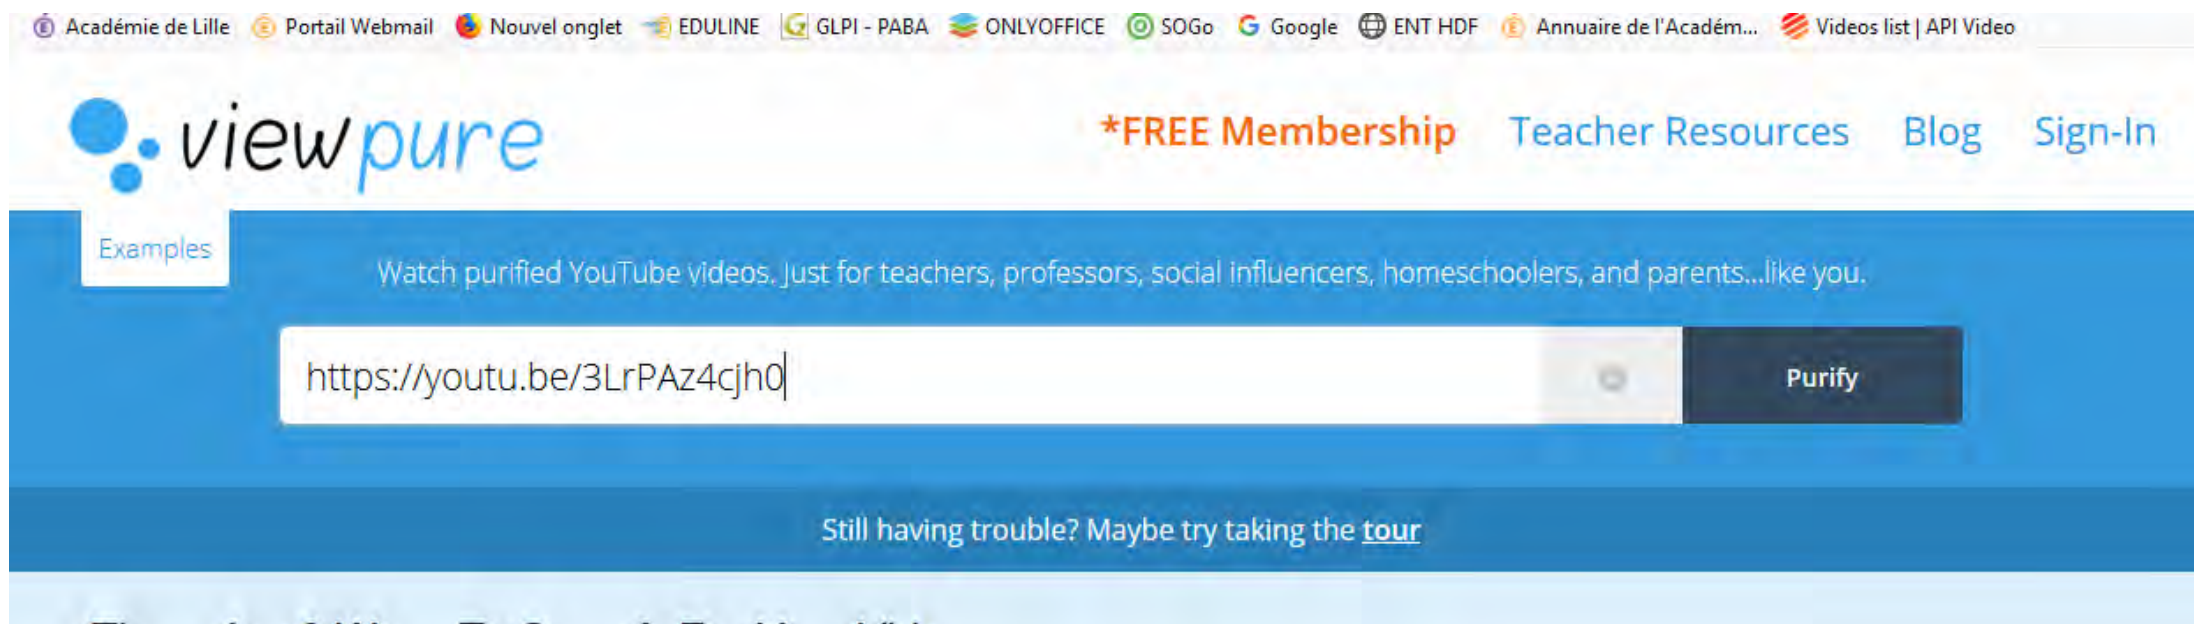 Académie de Lille Portail Webmail Nouvel onglet EDULINE GLPI - PABA ONLYOFFICE SOGo Google ENT HDF Annuaire de l'Académ... Videos list | API Video
viewpure *FREE Membership Teacher Resources Blog Sign-In
Examples
Watch purified YouTube videos. Just for teachers, professors, social influencers, homeschoolers, and parents...like you.
https://youtu.be/3LrPAz4cjh0 Purify
Still having trouble? Maybe try taking the tour